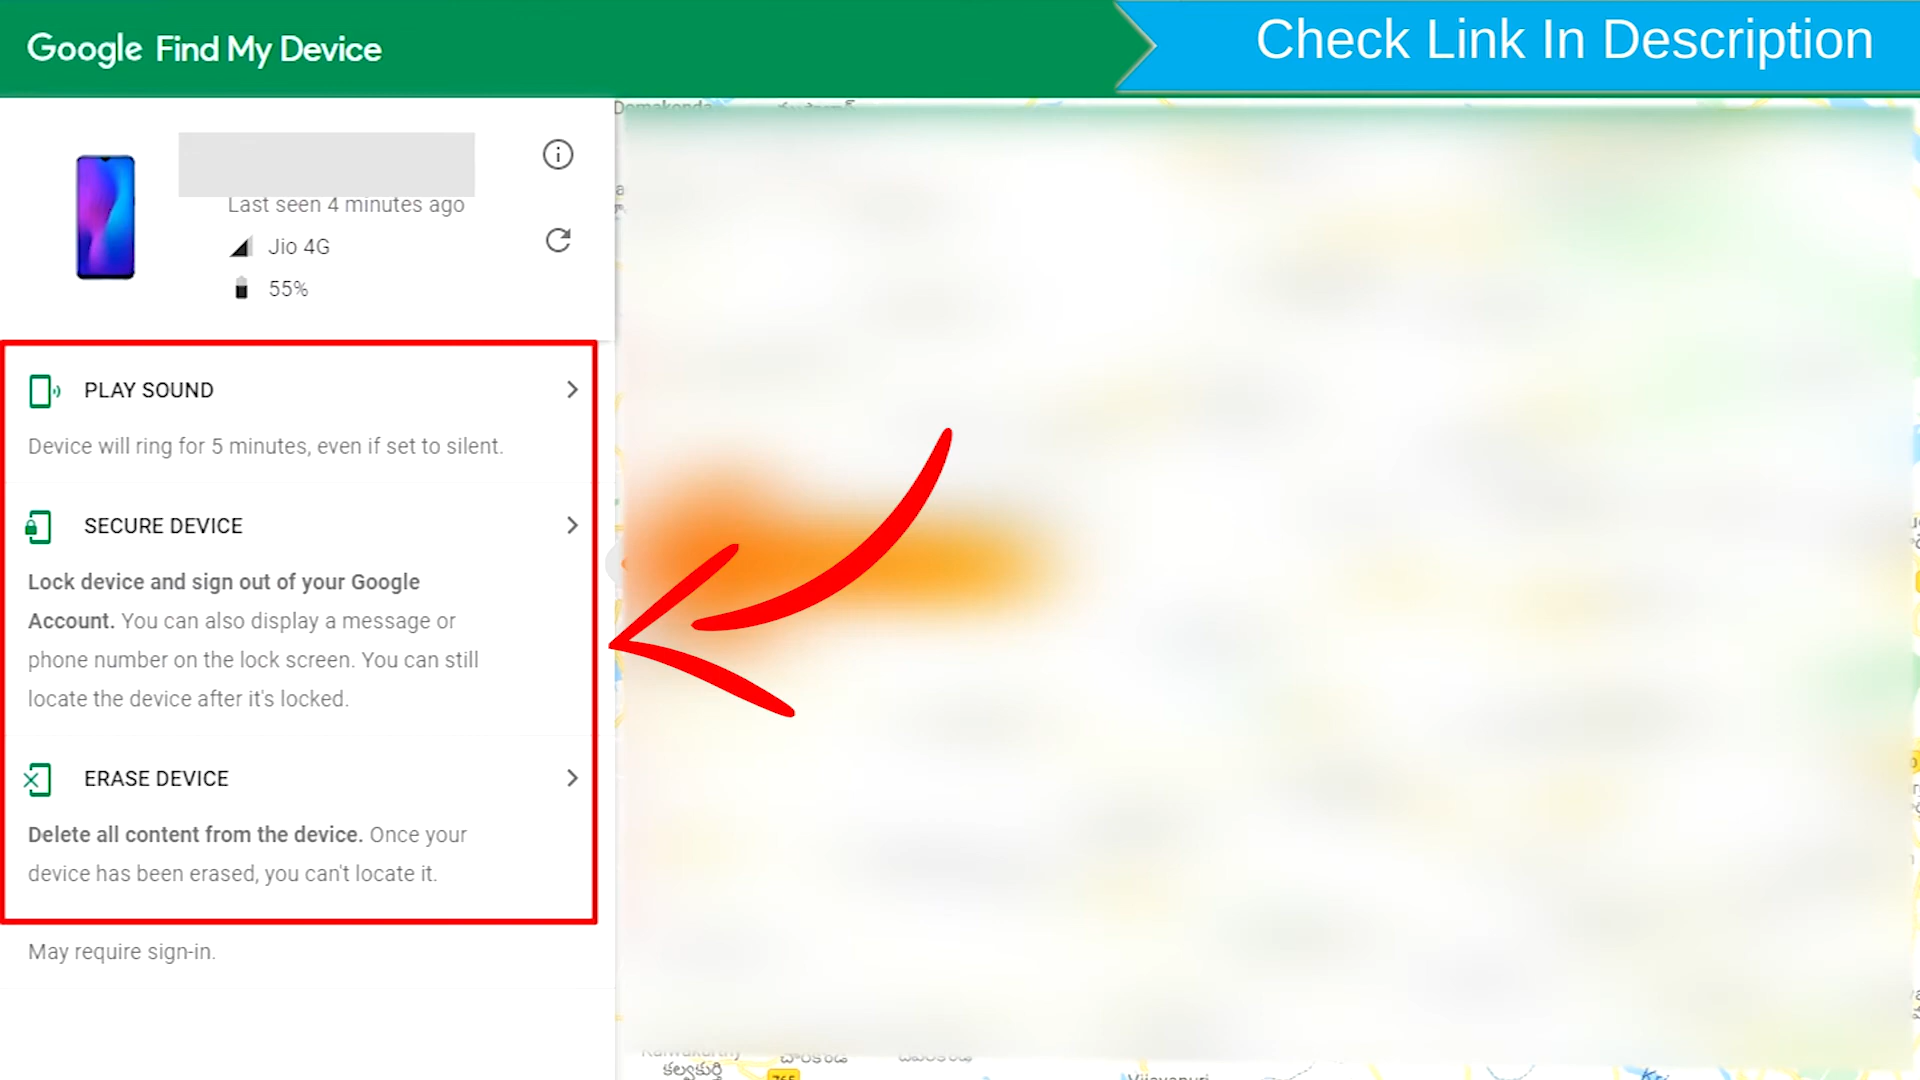 Google Find My Device
Check Link In Description
Last seen 4 minutes ago
Jio 4G
55%
PLAY SOUND
Device will ring for 5 minutes, even if set to silent.
SECURE DEVICE
Lock device and sign out of your Google
Account. You can also display a message or
phone number on the lock screen. You can still
locate the device after it's locked.
ERASE DEVICE
Delete all content from the device. Once your
device has been erased, you can't locate it.
May require sign-in.
Domakonda
కల్వకుర్తి
765